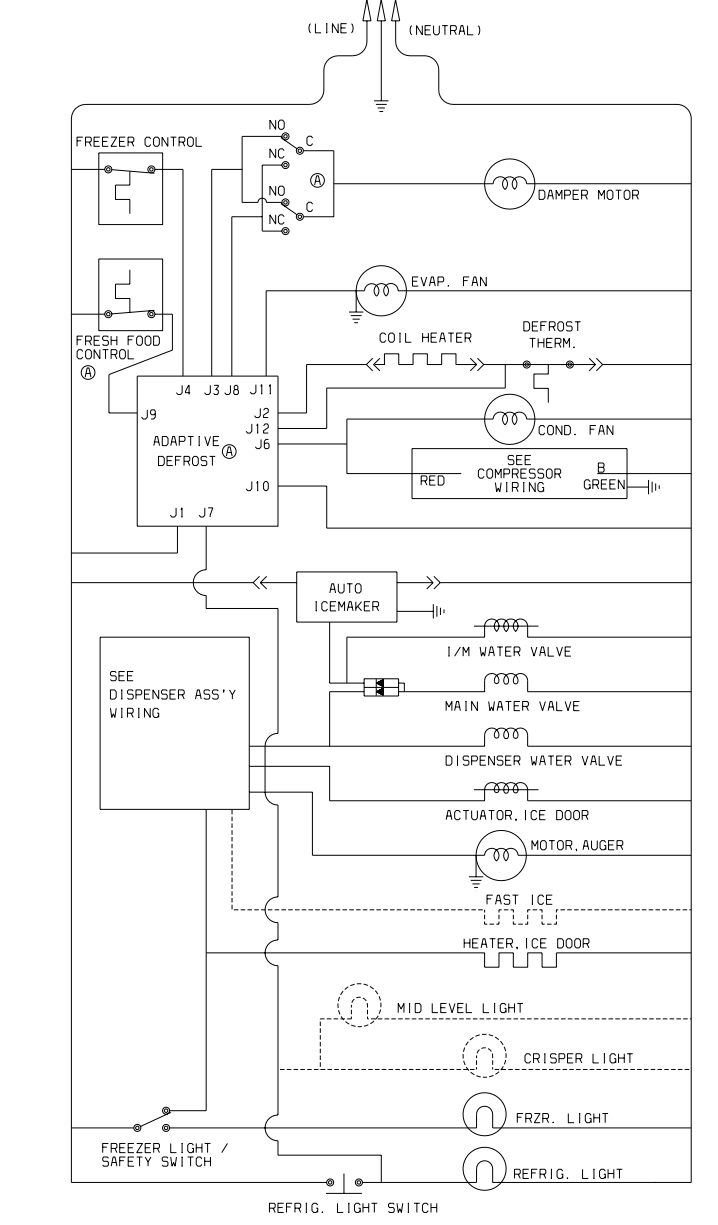 (LINE)
(NEUTRAL)
FREEZER CONTROL
NO
C
NC
A
NO
C
NC
DAMPER MOTOR
EVAP. FAN
FRESH FOOD
CONTROL
A
COIL HEATER
DEFROST
THERM.
J4 J3 J8 J11
J9
J2
J12
J6
ADAPTIVE
DEFROST
A
J10
J1 J7
COND. FAN
SEE
COMPRESSOR
WIRING
RED
B
GREEN
AUTO
ICEMAKER
I/M WATER VALVE
SEE
DISPENSER ASS'Y
WIRING
MAIN WATER VALVE
DISPENSER WATER VALVE
ACTUATOR, ICE DOOR
MOTOR, AUGER
FAST ICE
HEATER, ICE DOOR
MID LEVEL LIGHT
CRISPER LIGHT
FRZR. LIGHT
FREEZER LIGHT /
SAFETY SWITCH
REFRIG. LIGHT
REFRIG. LIGHT SWITCH